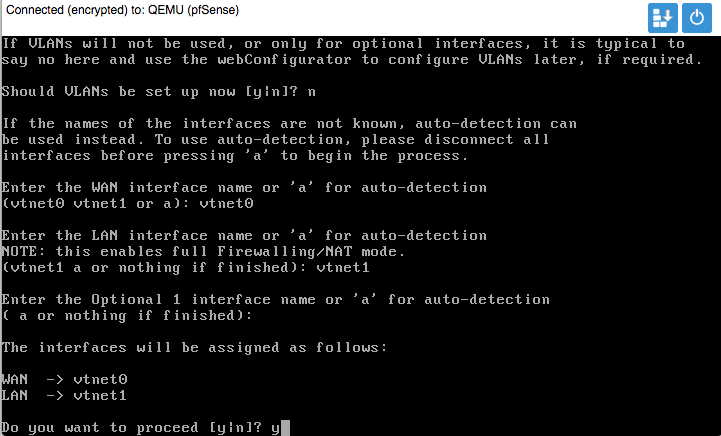 Connected (encrypted) to: QEMU (pfSense)
If VLANs will not be used, or only for optional interfaces, it is typical to
say no here and use the webConfigurator to configure VLANs later, if required.
Should VLANs be set up now [y|n]? n
If the names of the interfaces are not known, auto-detection can
be used instead. To use auto-detection, please disconnect all
interfaces before pressing 'a' to begin the process.
Enter the WAN interface name or 'a' for auto-detection
(vtnet0 vtnet1 or a): vtnet0
Enter the LAN interface name or 'a' for auto-detection
NOTE: this enables full Firewalling/NAT mode.
(vtnet1 a or nothing if finished): vtnet1
Enter the Optional 1 interface name or 'a' for auto-detection
( a or nothing if finished):
The interfaces will be assigned as follows:
WAN  -> vtnet0
LAN  -> vtnet1
Do you want to proceed [y|n]? y